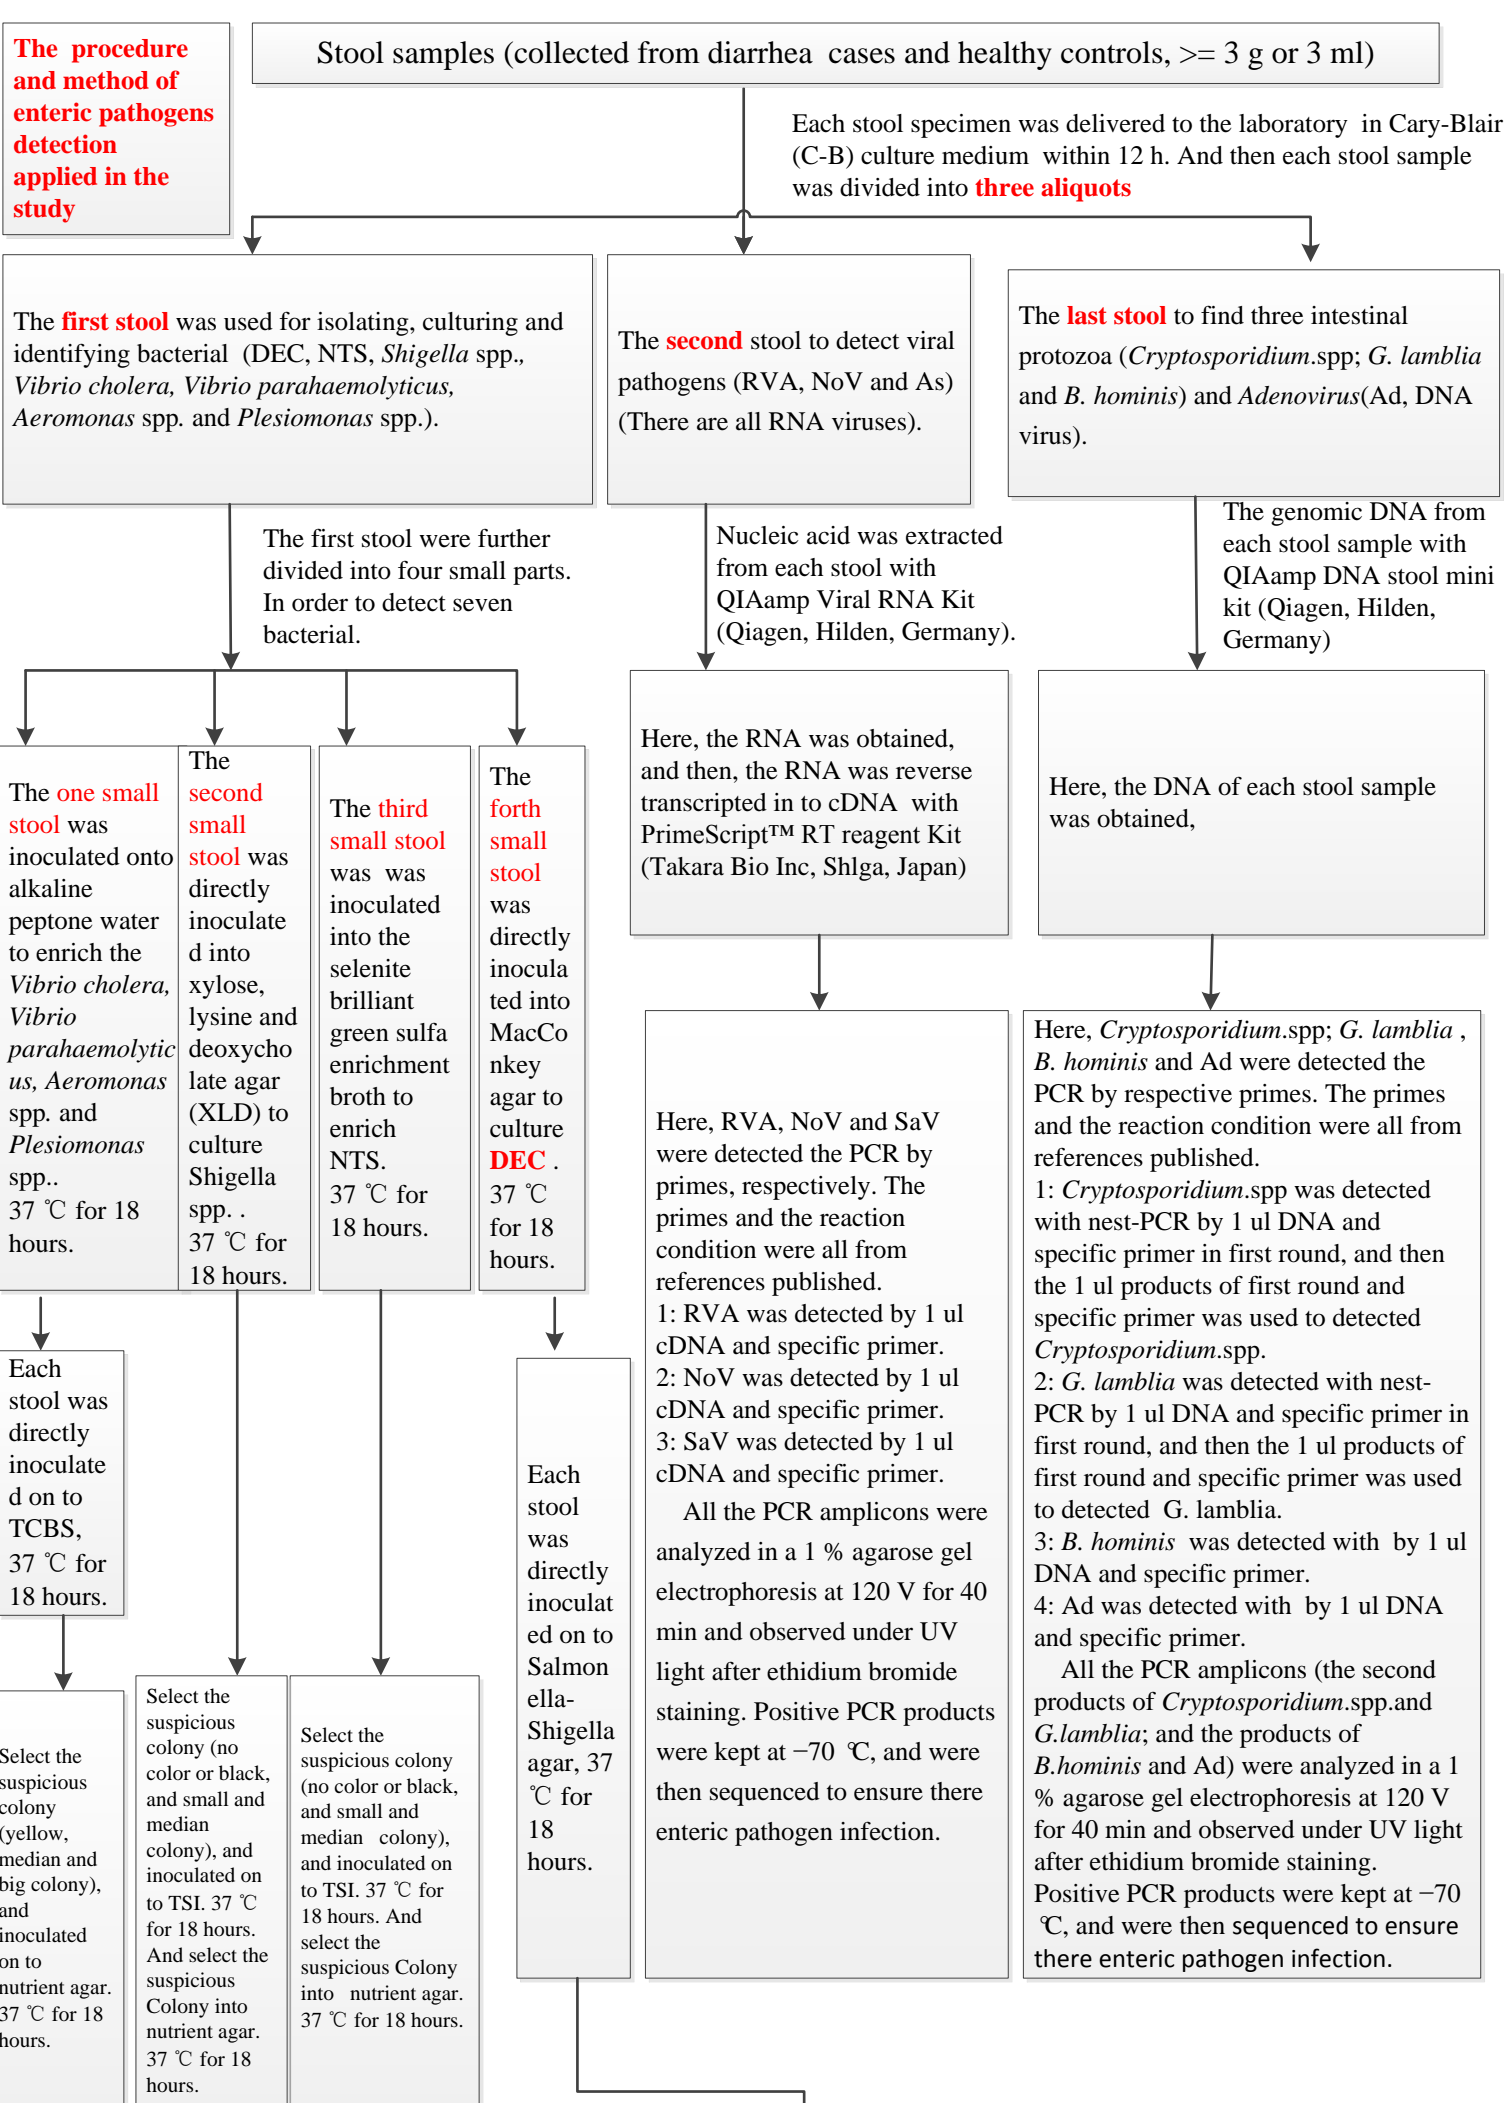 The procedure
and method of
enteric pathogens
detection
applied in the
study
Stool samples (collected from diarrhea cases and healthy controls, >= 3 g or 3 ml)
Each stool specimen was delivered to the laboratory in Cary-Blair
(C-B) culture medium within 12 h. And then each stool sample
was divided into three aliquots
The first stool was used for isolating, culturing and
identifying bacterial (DEC, NTS, Shigella spp.,
Vibrio cholera, Vibrio parahaemolyticus,
Aeromonas spp. and Plesiomonas spp.).
The second stool to detect viral
pathogens (RVA, NoV and As)
(There are all RNA viruses).
The last stool to find three intestinal
protozoa (Cryptosporidium.spp; G. lamblia
and B. hominis) and Adenovirus(Ad, DNA
virus).
The first stool were further
divided into four small parts.
In order to detect seven
bacterial.
Nucleic acid was extracted
from each stool with
QIAamp Viral RNA Kit
(Qiagen, Hilden, Germany).
The genomic DNA from
each stool sample with
QIAamp DNA stool mini
kit (Qiagen, Hilden,
Germany)
The one small
stool was
inoculated onto
alkaline
peptone water
to enrich the
Vibrio cholera,
Vibrio
parahaemolytic
us, Aeromonas
spp. and
Plesiomonas
spp..
37 ℃ for 18
hours.
The
second
small
stool was
directly
inoculate
d into
xylose,
lysine and
deoxycho
late agar
(XLD) to
culture
Shigella
spp. .
37 ℃ for
18 hours.
The third
small stool
was was
inoculated
into the
selenite
brilliant
green sulfa
enrichment
broth to
enrich
NTS.
37 ℃ for
18 hours.
The
forth
small
stool
was
directly
inocula
ted into
MacCo
nkey
agar to
culture
DEC .
37 ℃
for 18
hours.
Here, the RNA was obtained,
and then, the RNA was reverse
transcripted in to cDNA with
PrimeScript™ RT reagent Kit
(Takara Bio Inc, ShIga, Japan)
Here, the DNA of each stool sample
was obtained,
Each
stool was
directly
inoculate
d on to
TCBS,
37 ℃ for
18 hours.
Each
stool
was
directly
inoculat
ed on to
Salmon
ella-
Shigella
agar, 37
℃ for
18
hours.
Here, RVA, NoV and SaV
were detected the PCR by
primes, respectively. The
primes and the reaction
condition were all from
references published.
1: RVA was detected by 1 ul
cDNA and specific primer.
2: NoV was detected by 1 ul
cDNA and specific primer.
3: SaV was detected by 1 ul
cDNA and specific primer.
All the PCR amplicons were
analyzed in a 1 % agarose gel
electrophoresis at 120 V for 40
min and observed under UV
light after ethidium bromide
staining. Positive PCR products
were kept at −70 ℃, and were
then sequenced to ensure there
enteric pathogen infection.
Here, Cryptosporidium.spp; G. lamblia ,
B. hominis and Ad were detected the
PCR by respective primes. The primes
and the reaction condition were all from
references published.
1: Cryptosporidium.spp was detected
with nest-PCR by 1 ul DNA and
specific primer in first round, and then
the 1 ul products of first round and
specific primer was used to detected
Cryptosporidium.spp.
2: G. lamblia was detected with nest-
PCR by 1 ul DNA and specific primer in
first round, and then the 1 ul products of
first round and specific primer was used
to detected G. lamblia.
3: B. hominis was detected with by 1 ul
DNA and specific primer.
4: Ad was detected with by 1 ul DNA
and specific primer.
All the PCR amplicons (the second
products of Cryptosporidium.spp.and
G.lamblia; and the products of
B.hominis and Ad) were analyzed in a 1
% agarose gel electrophoresis at 120 V
for 40 min and observed under UV light
after ethidium bromide staining.
Positive PCR products were kept at −70
℃, and were then sequenced to ensure
there enteric pathogen infection.
Select the
suspicious
colony
(yellow,
median and
big colony),
and
inoculated
on to
nutrient agar.
37 ℃ for 18
hours.
Select the
suspicious
colony (no
color or black,
and small and
median
colony), and
inoculated on
to TSI. 37 ℃
for 18 hours.
And select the
suspicious
Colony into
nutrient agar.
37 ℃ for 18
hours.
Select the
suspicious colony
(no color or black,
and small and
median colony),
and inoculated on
to TSI. 37 ℃ for
18 hours. And
select the
suspicious Colony
into nutrient agar.
37 ℃ for 18 hours.